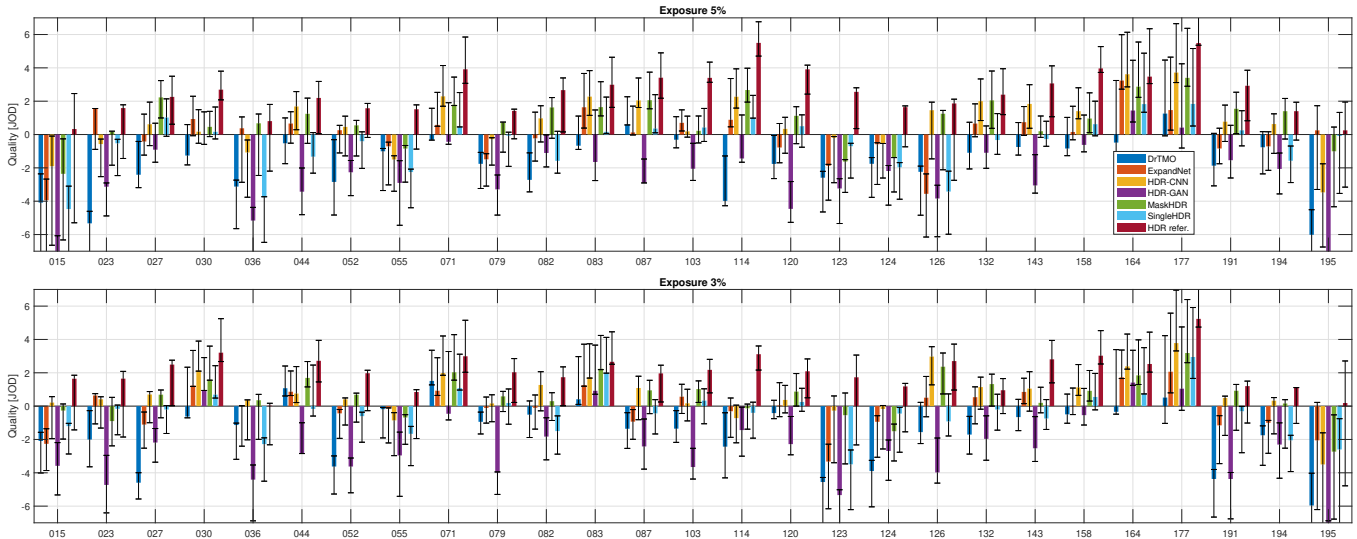 Exposure 5%
Quality [JOD]
6
4
2
0
-2
-4
-6
DrTMO
ExpandNet
HDR-CNN
HDR-GAN
MaskHDR
SingleHDR
HDR refer.
015 023 027 030 036 044 052 055 071 079 082 083 087 103 114 120 123 124 126 132 143 158 164 177 191 194 195
Exposure 3%
Quality [JOD]
6
4
2
0
-2
-4
-6
015 023 027 030 036 044 052 055 071 079 082 083 087 103 114 120 123 124 126 132 143 158 164 177 191 194 195